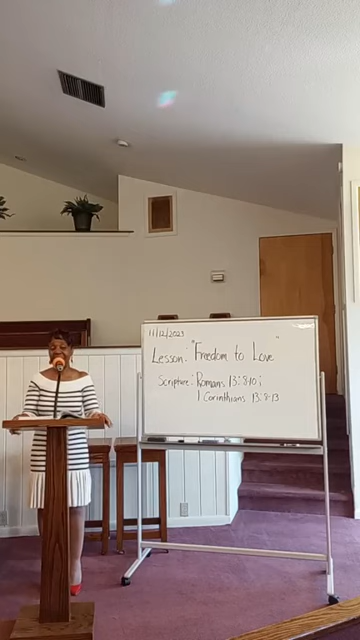 11/12/2023
Lesson: "Freedom to Love"
Scripture: Romans 13:8-10;
1 Corinthians 13:8-13